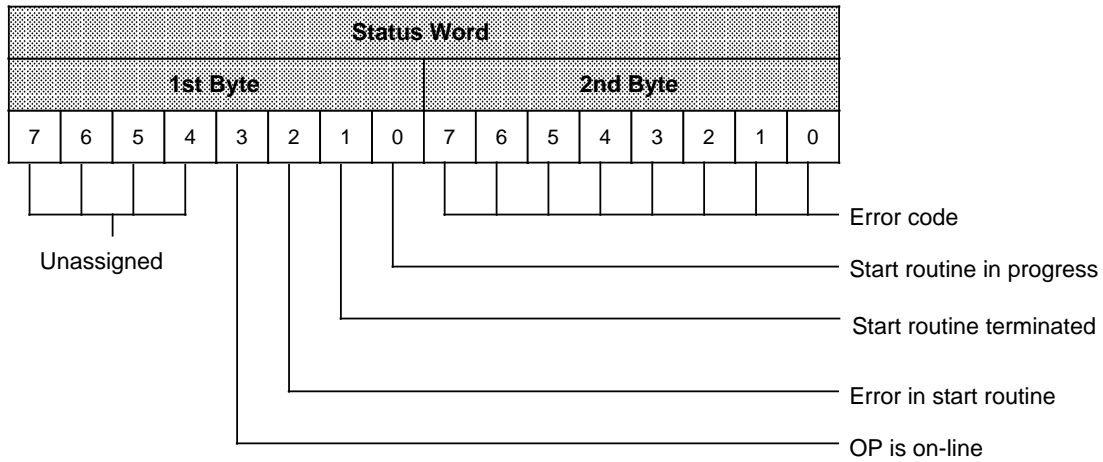 Status Word
1st Byte 2nd Byte
7 6 5 4 3 2 1 0 7 6 5 4 3 2 1 0
Error code
Unassigned
Start routine in progress
Start routine terminated
Error in start routine
OP is on-line